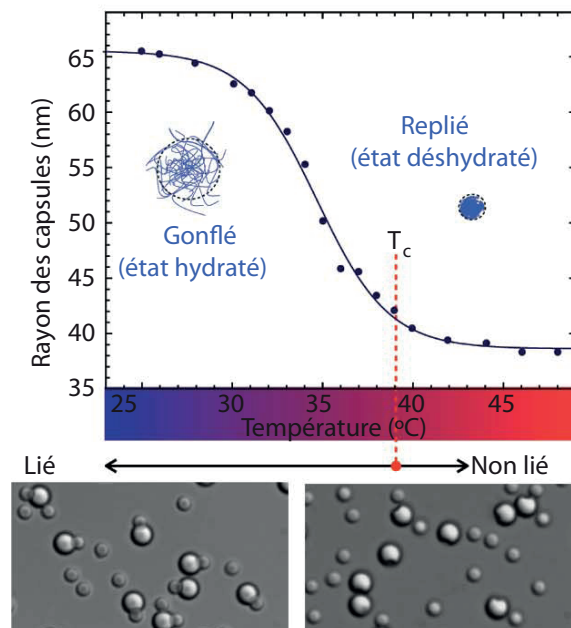 65
60
55
50
45
40
35
Rayon des capsules (nm)
Gonflé
(état hydraté)
Replié
(état déshydraté)
Tc
25 30 35 40 45
Température (ºC)
Lié
Non lié